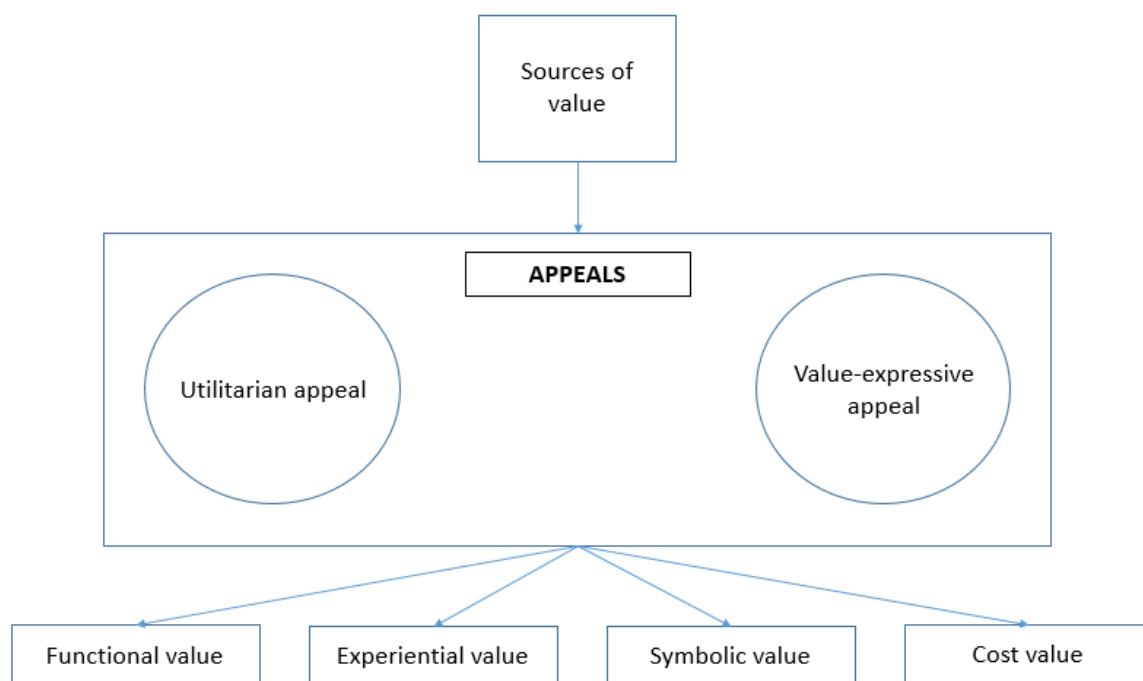 Sources of
value
APPEALS
Utilitarian appeal
Value-expressive
appeal
Functional value
Experiential value
Symbolic value
Cost value